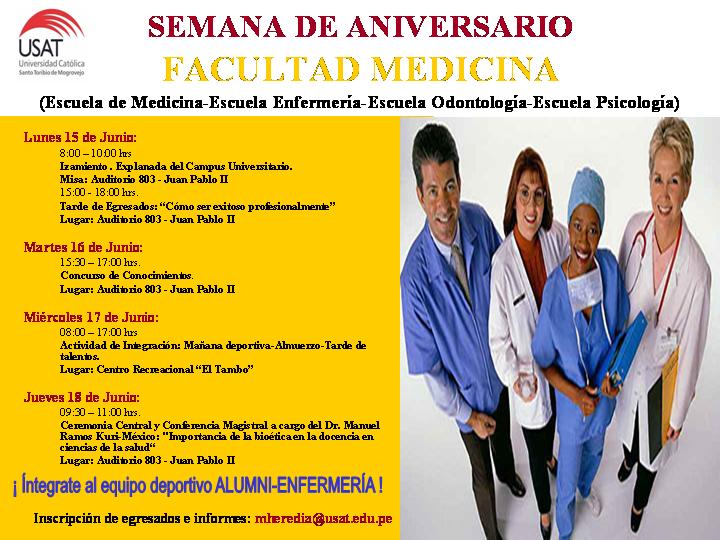 USAT
Universidad Católica
Santo Toribio de Mogrovejo
SEMANA DE ANIVERSARIO
FACULTAD MEDICINA
(Escuela de Medicina-Escuela Enfermería-Escuela Odontología-Escuela Psicología)
Lunes 15 de Junio:
8:00 – 10:00 hrs
Izamiento . Explanada del Campus Universitario.
Misa: Auditorio 803 - Juan Pablo II
15:00 - 18:00 hrs.
Tarde de Egresados: “Cómo ser exitoso profesionalmente”
Lugar: Auditorio 803 - Juan Pablo II
Martes 16 de Junio:
15:30 – 17:00 hrs.
Concurso de Conocimientos.
Lugar: Auditorio 803 - Juan Pablo II
Miércoles 17 de Junio:
08:00 – 17:00 hrs
Actividad de Integración: Mañana deportiva-Almuerzo-Tarde de
talentos.
Lugar: Centro Recreacional “El Tambo”
Jueves 18 de Junio:
09:30 – 11:00 hrs.
Ceremonia Central y Conferencia Magistral a cargo del Dr. Manuel
Ramos Kuri-México: "Importancia de la bioética en la docencia en
ciencias de la salud“
Lugar: Auditorio 803 - Juan Pablo II
¡ Íntegrate al equipo deportivo ALUMNI-ENFERMERÍA !
Inscripción de egresados e informes: mheredia@usat.edu.pe